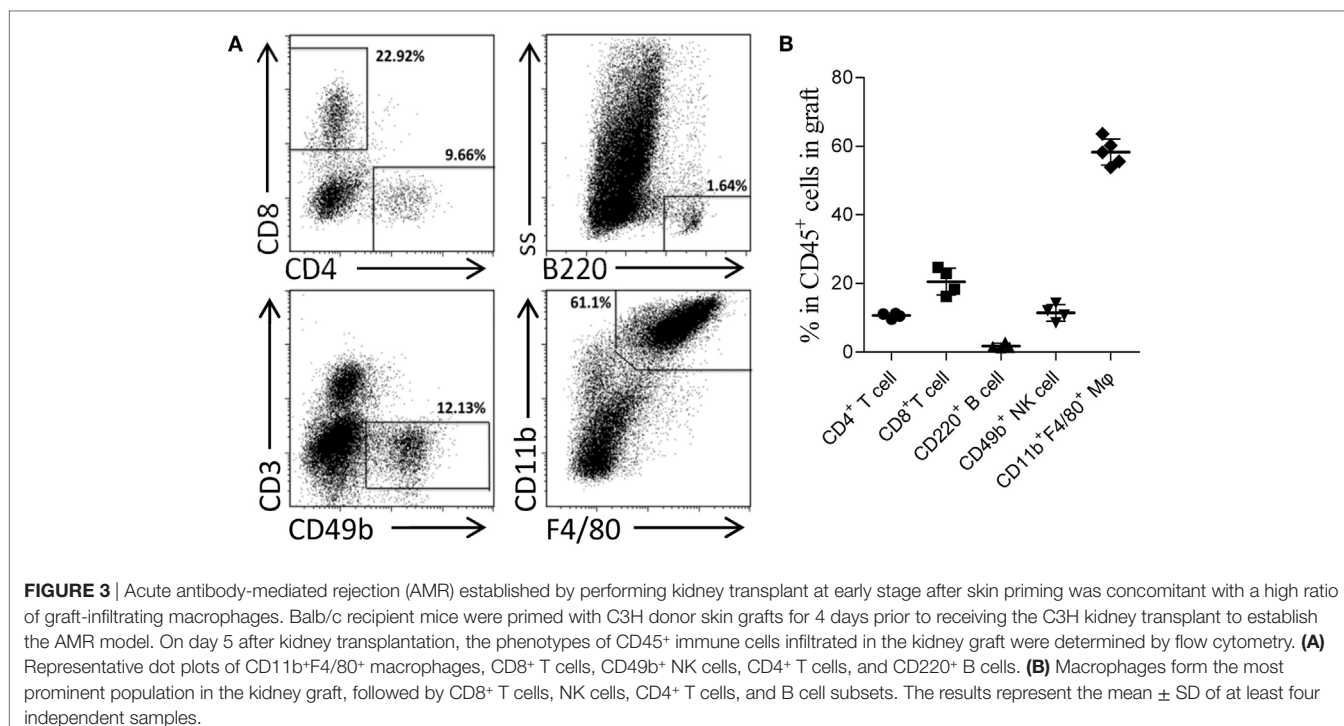 A
22.92%
9.66%
CD8
CD4
1.64%
SS
B220
12.13%
CD3
CD49b
61.1%
CD11b
F4/80
B
% in CD45⁺ cells in graft
80
60
40
20
0
CD4⁺ T cell
CD8⁺T cell
CD220⁺ B cell
CD49b⁺ NK cell
CD11b⁺F4/80⁺ Mφ
FIGURE 3 | Acute antibody-mediated rejection (AMR) established by performing kidney transplant at early stage after skin priming was concomitant with a high ratio
of graft-infiltrating macrophages. Balb/c recipient mice were primed with C3H donor skin grafts for 4 days prior to receiving the C3H kidney transplant to establish
the AMR model. On day 5 after kidney transplantation, the phenotypes of CD45⁺ immune cells infiltrated in the kidney graft were determined by flow cytometry. (A)
Representative dot plots of CD11b⁺F4/80⁺ macrophages, CD8⁺ T cells, CD49b⁺ NK cells, CD4⁺ T cells, and CD220⁺ B cells. (B) Macrophages form the most
prominent population in the kidney graft, followed by CD8⁺ T cells, NK cells, CD4⁺ T cells, and B cell subsets. The results represent the mean ± SD of at least four
independent samples.